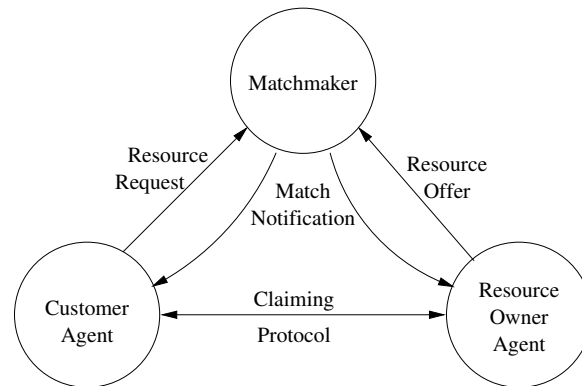 Matchmaker
Resource
Request
Resource
Offer
Match
Notification
Customer
Agent
Claiming
Protocol
Resource
Owner
Agent